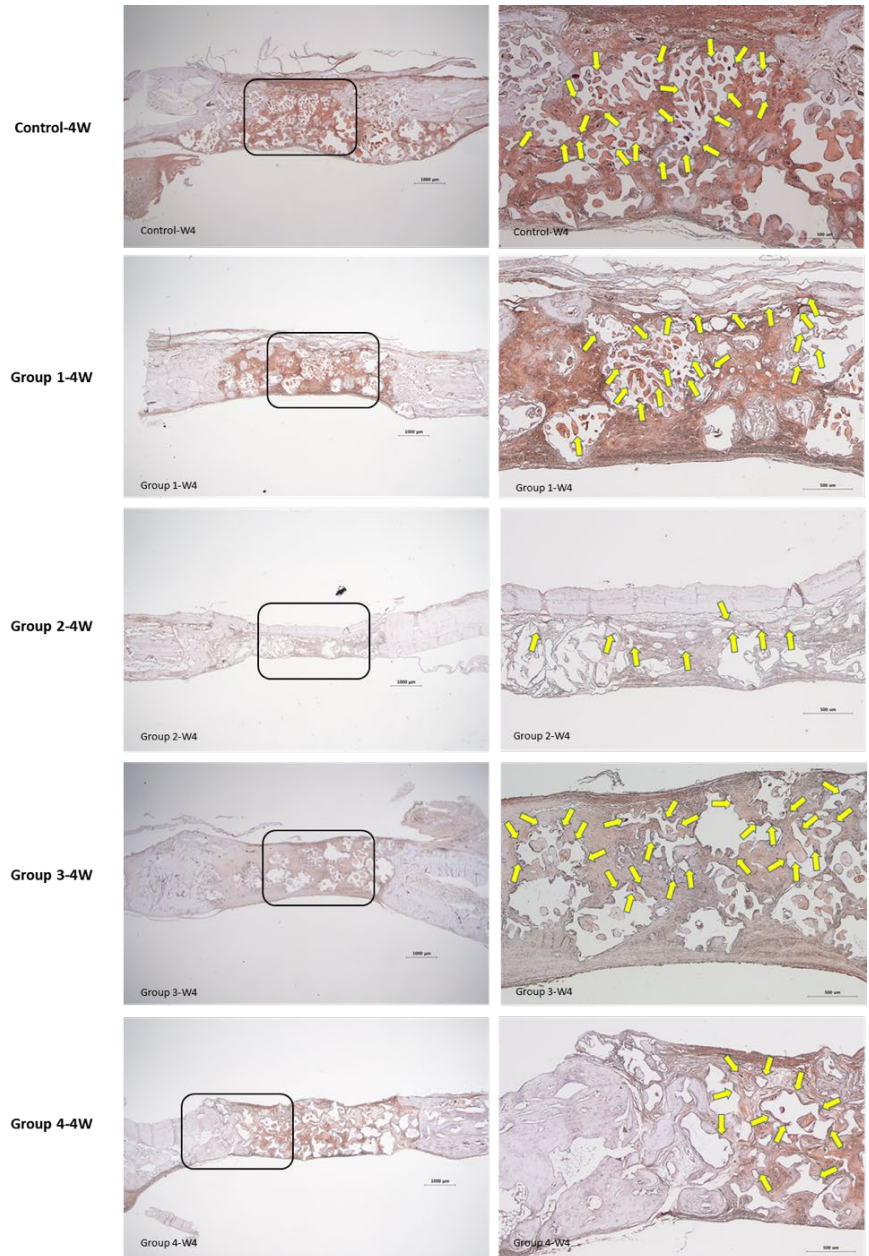 Control-4W
1000 µm
Control-W4
500 um
Control-W4
Group 1-4W
1000 µm
Group 1-W4
500 µm
Group 1-W4
Group 2-4W
1000 µm
Group 2-W4
500 µm
Group 2-W4
Group 3-4W
1000 µm
Group 3-W4
500 um
Group 3-W4
Group 4-4W
1000 µm
Group 4-W4
500 um
Group 4-W4